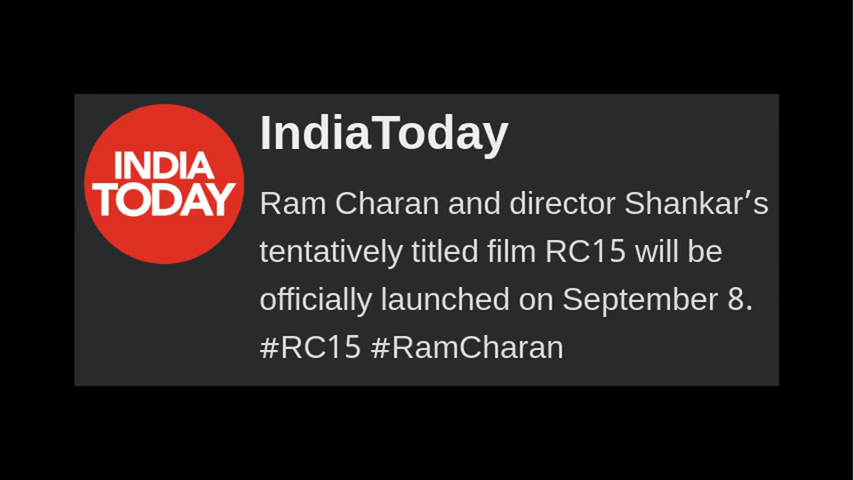 INDIA
TODAY
IndiaToday
Ram Charan and director Shankar's
tentatively titled film RC15 will be
officially launched on September 8.
#RC15 #RamCharan